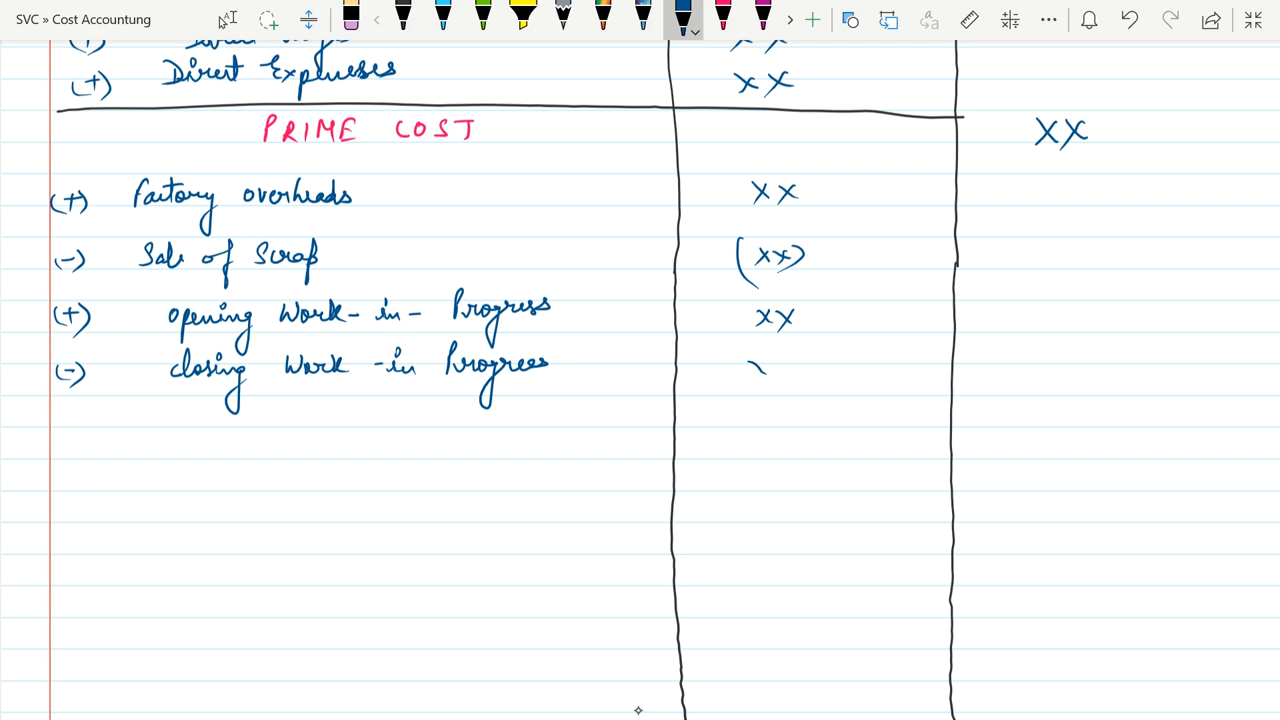 SVC » Cost Accountung
(+) Direct Expenses XX
PRIME COST XX
(+) Factory overheads XX
(-) Sale of Scrap (XX)
(+) opening Work-in-Progress XX
(-) closing Work-in Progress